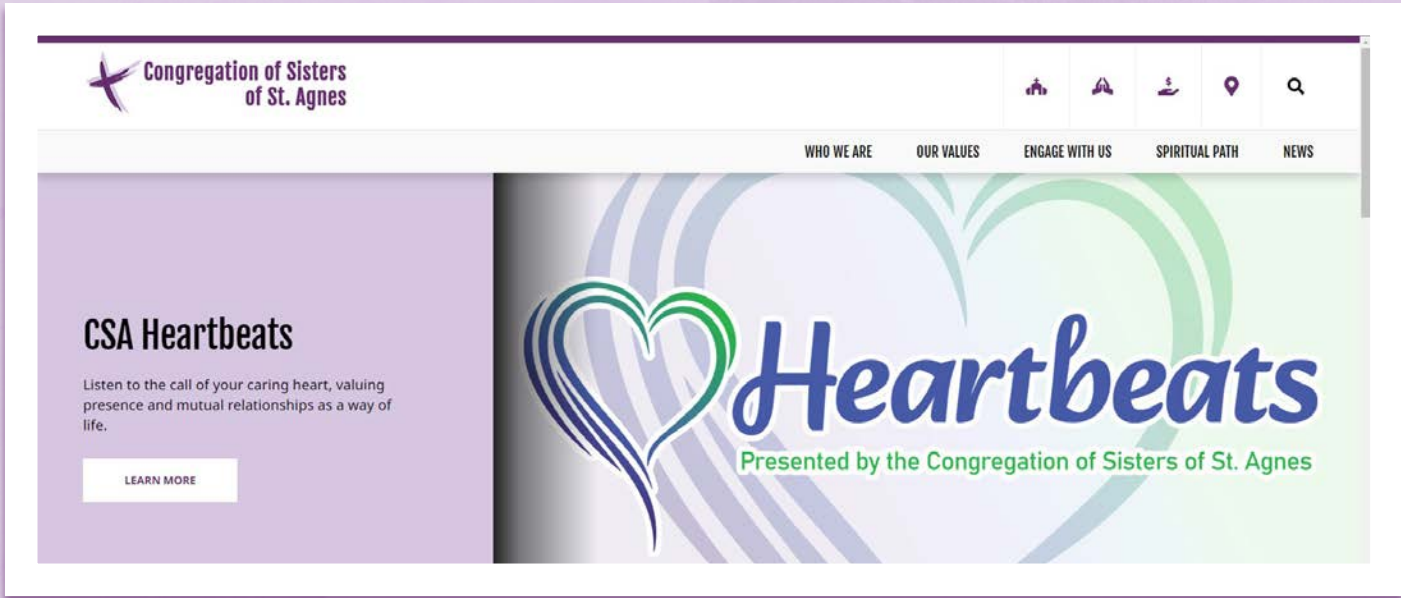 Congregation of Sisters
of St. Agnes
WHO WE ARE OUR VALUES ENGAGE WITH US SPIRITUAL PATH NEWS
CSA Heartbeats
Listen to the call of your caring heart, valuing
presence and mutual relationships as a way of
life.
LEARN MORE
Heartbeats
Presented by the Congregation of Sisters of St. Agnes